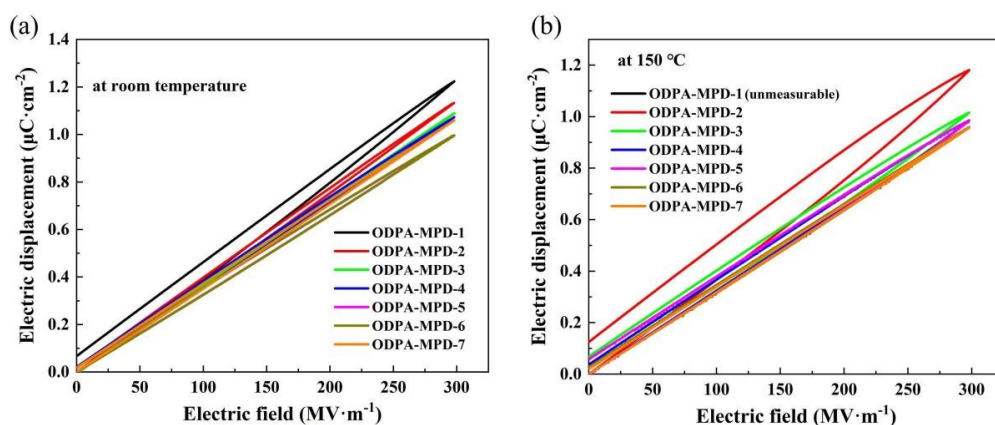 (a)
1.4
1.2
1.0
0.8
0.6
0.4
0.2
0.0
Electric displacement (μC·cm⁻²)
at room temperature
ODPA-MPD-1
ODPA-MPD-2
ODPA-MPD-3
ODPA-MPD-4
ODPA-MPD-5
ODPA-MPD-6
ODPA-MPD-7
0 50 100 150 200 250 300
Electric field (MV·m⁻¹)
(b)
1.2
1.0
0.8
0.6
0.4
0.2
0.0
Electric displacement (μC·cm⁻²)
at 150 °C
ODPA-MPD-1 (unmeasurable)
ODPA-MPD-2
ODPA-MPD-3
ODPA-MPD-4
ODPA-MPD-5
ODPA-MPD-6
ODPA-MPD-7
0 50 100 150 200 250 300
Electric field (MV·m⁻¹)